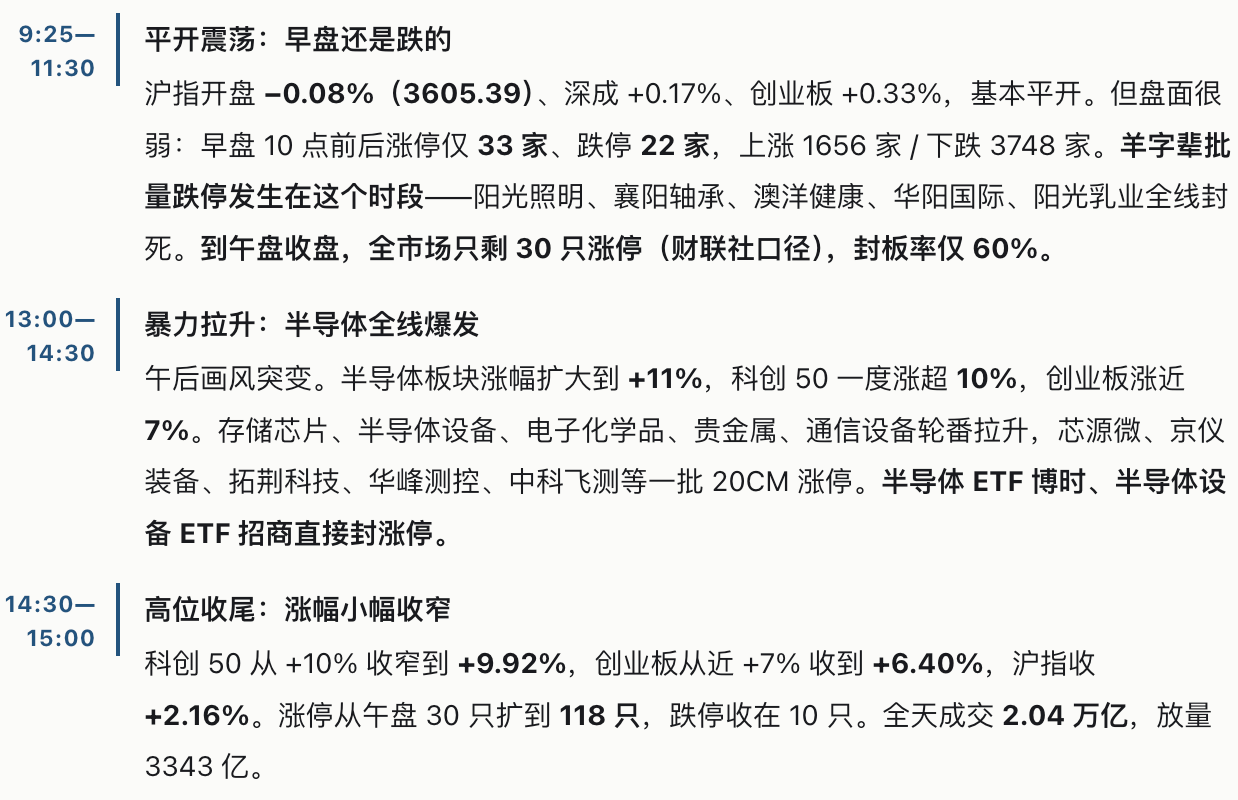 9:25—
11:30
平开震荡：早盘还是跌的
沪指开盘 −0.08%（3605.39）、深成 +0.17%、创业板 +0.33%，基本平开。但盘面很
弱：早盘 10 点前后涨停仅 33 家、跌停 22 家，上涨 1656 家 / 下跌 3748 家。羊字辈批
量跌停发生在这个时段——阳光照明、襄阳轴承、澳洋健康、华阳国际、阳光乳业全线封
死。到午盘收盘，全市场只剩 30 只涨停（财联社口径），封板率仅 60%。
13:00—
14:30
暴力拉升：半导体全线爆发
午后画风突变。半导体板块涨幅扩大到 +11%，科创 50 一度涨超 10%，创业板涨近
7%。存储芯片、半导体设备、电子化学品、贵金属、通信设备轮番拉升，芯源微、京仪
装备、拓荆科技、华峰测控、中科飞测等一批 20CM 涨停。半导体 ETF 博时、半导体设
备 ETF 招商直接封涨停。
14:30—
15:00
高位收尾：涨幅小幅收窄
科创 50 从 +10% 收窄到 +9.92%，创业板从近 +7% 收到 +6.40%，沪指收
+2.16%。涨停从午盘 30 只扩到 118 只，跌停收在 10 只。全天成交 2.04 万亿，放量
3343 亿。